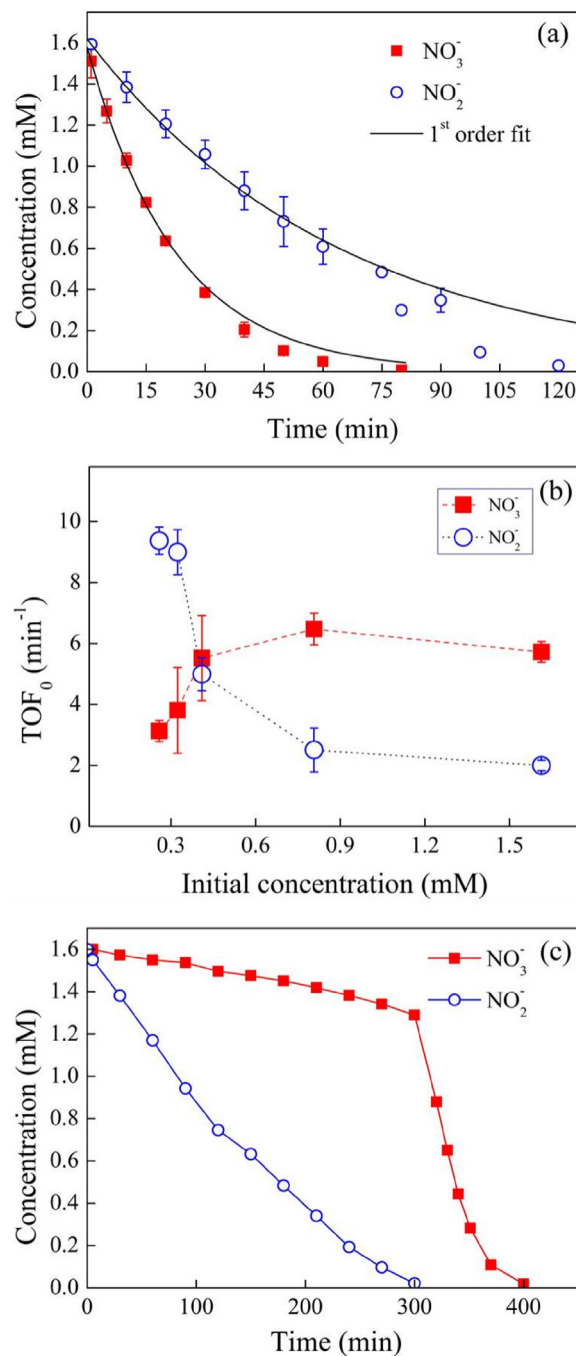 (a)
NO₃⁻
NO₂⁻
1ˢᵗ order fit
Concentration (mM)
1.6
1.4
1.2
1.0
0.8
0.6
0.4
0.2
0.0
0 15 30 45 60 75 90 105 120
Time (min)
(b)
NO₃⁻
NO₂⁻
TOF₀ (min⁻¹)
10
8
6
4
2
0
0.3 0.6 0.9 1.2 1.5
Initial concentration (mM)
(c)
NO₃⁻
NO₂⁻
Concentration (mM)
1.6
1.4
1.2
1.0
0.8
0.6
0.4
0.2
0.0
0 100 200 300 400
Time (min)